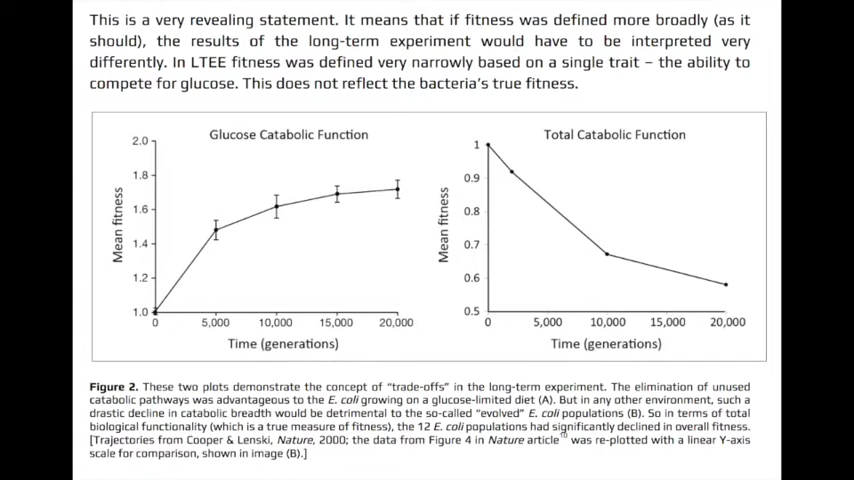 This is a very revealing statement. It means that if fitness was defined more broadly (as it
should), the results of the long-term experiment would have to be interpreted very
differently. In LTEE fitness was defined very narrowly based on a single trait – the ability to
compete for glucose. This does not reflect the bacteria's true fitness.
Glucose Catabolic Function
2.0
1.8
1.6
1.4
1.2
1.0
Mean fitness
0 5,000 10,000 15,000 20,000
Time (generations)
Total Catabolic Function
1
0.9
0.8
0.7
0.6
0.5
Mean fitness
0 5,000 10,000 15,000 20,000
Time (generations)
Figure 2. These two plots demonstrate the concept of "trade-offs" in the long-term experiment. The elimination of unused
catabolic pathways was advantageous to the E. coli growing on a glucose-limited diet (A). But in any other environment, such a
drastic decline in catabolic breadth would be detrimental to the so-called "evolved" E. coli populations (B). So in terms of total
biological functionality (which is a true measure of fitness), the 12 E. coli populations had significantly declined in overall fitness.
[Trajectories from Cooper & Lenski, Nature, 2000; the data from Figure 4 in Nature article was re-plotted with a linear Y-axis
scale for comparison, shown in image (B).]